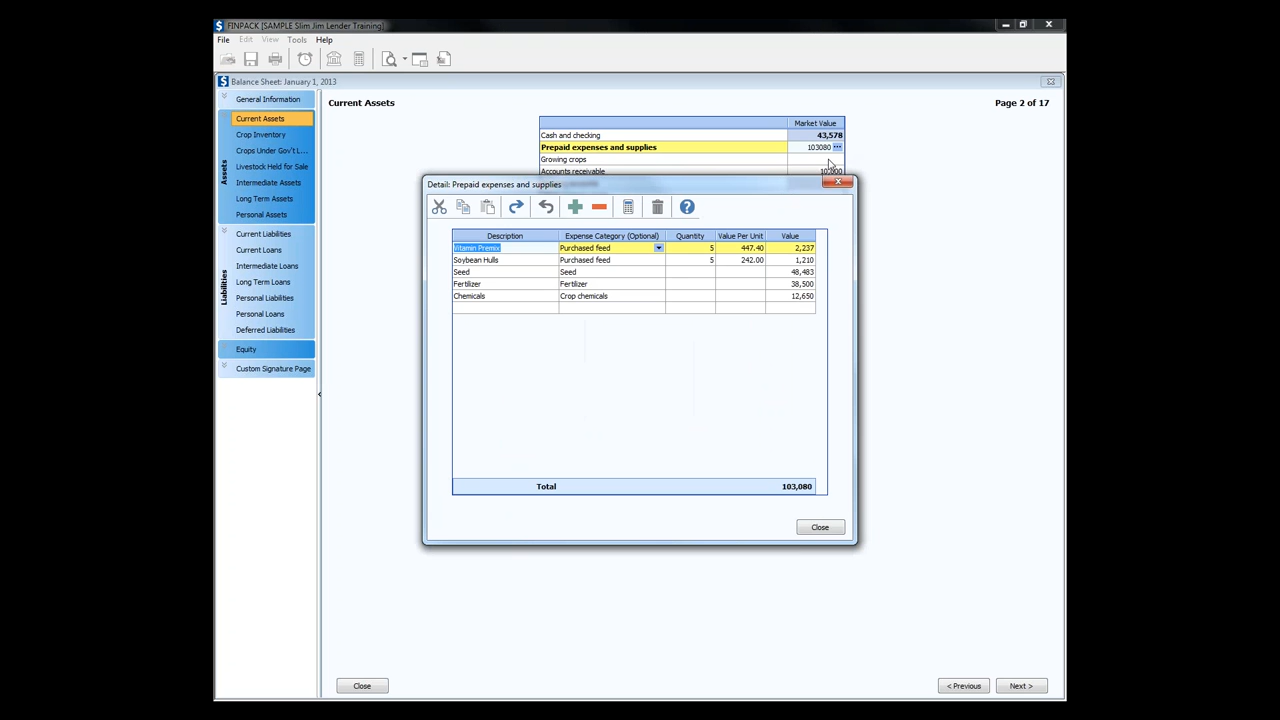 FINPACK [SAMPLE Slim Jim Lender Training]
File Edit View Tools Help
Balance Sheet: January 1, 2013
General Information
Current Assets
Crop Inventory
Crops Under Gov't L...
Livestock Held for Sale
Intermediate Assets
Long Term Assets
Personal Assets
Assets
Current Liabilities
Current Loans
Intermediate Loans
Long Term Loans
Personal Liabilities
Personal Loans
Deferred Liabilities
Liabilities
Equity
Custom Signature Page
Current Assets Page 2 of 17
Market Value
Cash and checking 43,578
Prepaid expenses and supplies 103080
Growing crops
Accounts receivable 10,000
Detail: Prepaid expenses and supplies
Description Expense Category (Optional) Quantity Value Per Unit Value
Vitamin Premix Purchased feed 5 447.40 2,237
Soybean Hulls Purchased feed 5 242.00 1,210
Seed Seed 48,483
Fertilizer Fertilizer 38,500
Chemicals Crop chemicals 12,650
Total 103,080
Close
Close < Previous Next >